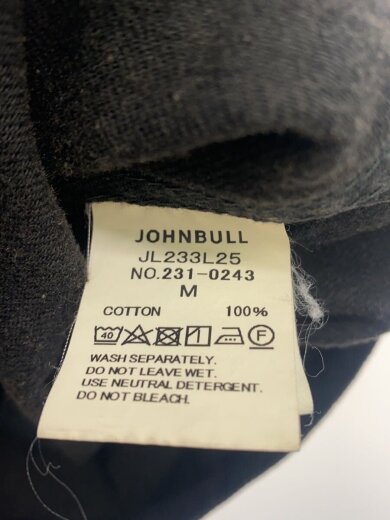 JOHNBULL
JL233L25
NO.231-0243
M
COTTON 100%
40 F
WASH SEPARATELY.
DO NOT LEAVE WET.
USE NEUTRAL DETERGENT.
DO NOT BLEACH.